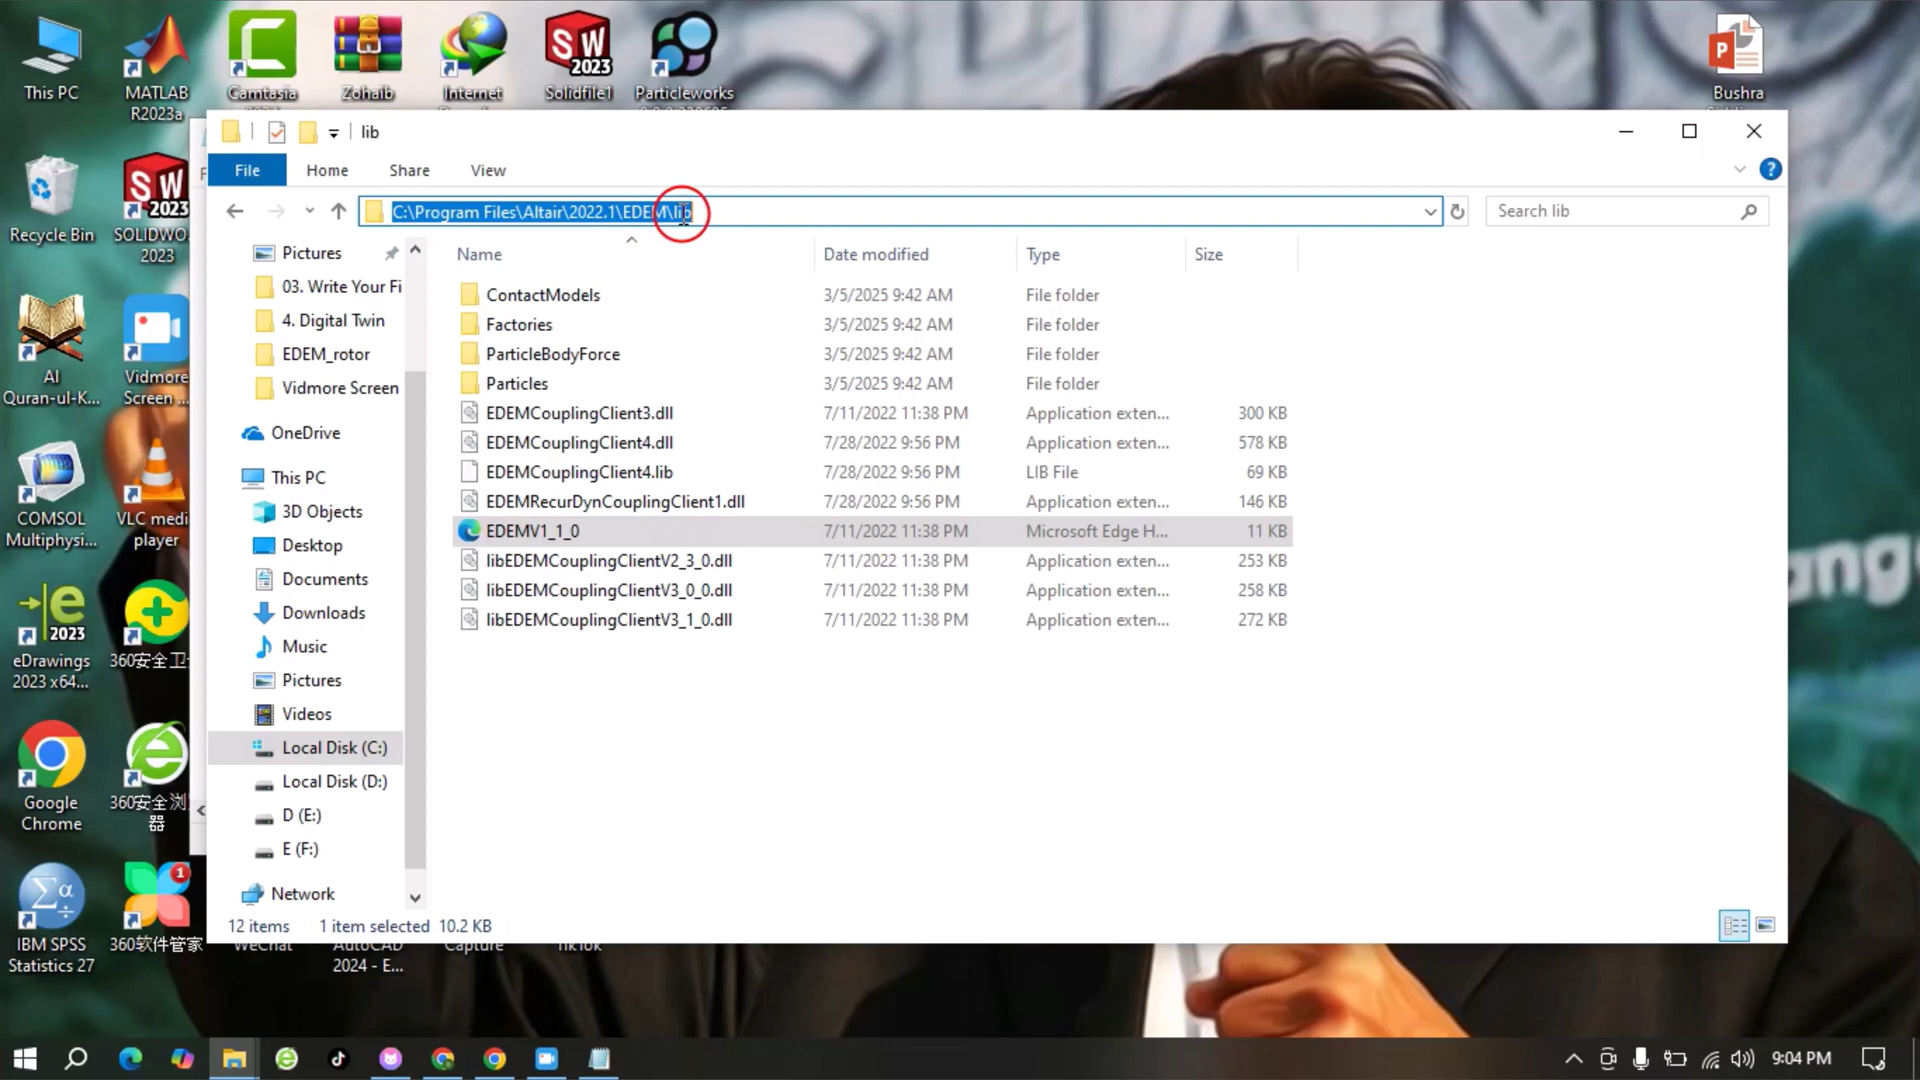 This PC
MATLAB
R2023a
Camtasia
Zohaib
Internet
SW
2023
Solidfile1
Particleworks
Bushra
Recycle Bin
SW
2023
SOLIDWO...
2023
Al
Quran-ul-K...
Vidmore
Screen ...
COMSOL
Multiphysi...
VLC medi
player
2023
eDrawings
2023 x64...
360安全卫
Google
Chrome
360安全浏
器
IBM SPSS
Statistics 27
1
360软件管家
WeChat
AutoCAD
2024 - E...
Capture
TikTok
lib
File
Home
Share
View
C:\Program Files\Altair\2022.1\EDEM\lib
Search lib
Pictures
03. Write Your Fi
4. Digital Twin
EDEM_rotor
Vidmore Screen
OneDrive
This PC
3D Objects
Desktop
Documents
Downloads
Music
Pictures
Videos
Local Disk (C:)
Local Disk (D:)
D (E:)
E (F:)
Network
Name Date modified Type Size
ContactModels 3/5/2025 9:42 AM File folder
Factories 3/5/2025 9:42 AM File folder
ParticleBodyForce 3/5/2025 9:42 AM File folder
Particles 3/5/2025 9:42 AM File folder
EDEMCouplingClient3.dll 7/11/2022 11:38 PM Application exten... 300 KB
EDEMCouplingClient4.dll 7/28/2022 9:56 PM Application exten... 578 KB
EDEMCouplingClient4.lib 7/28/2022 9:56 PM LIB File 69 KB
EDEMRecurDynCouplingClient1.dll 7/28/2022 9:56 PM Application exten... 146 KB
EDEMV1_1_0 7/11/2022 11:38 PM Microsoft Edge H... 11 KB
libEDEMCouplingClientV2_3_0.dll 7/11/2022 11:38 PM Application exten... 253 KB
libEDEMCouplingClientV3_0_0.dll 7/11/2022 11:38 PM Application exten... 258 KB
libEDEMCouplingClientV3_1_0.dll 7/11/2022 11:38 PM Application exten... 272 KB
12 items 1 item selected 10.2 KB
9:04 PM